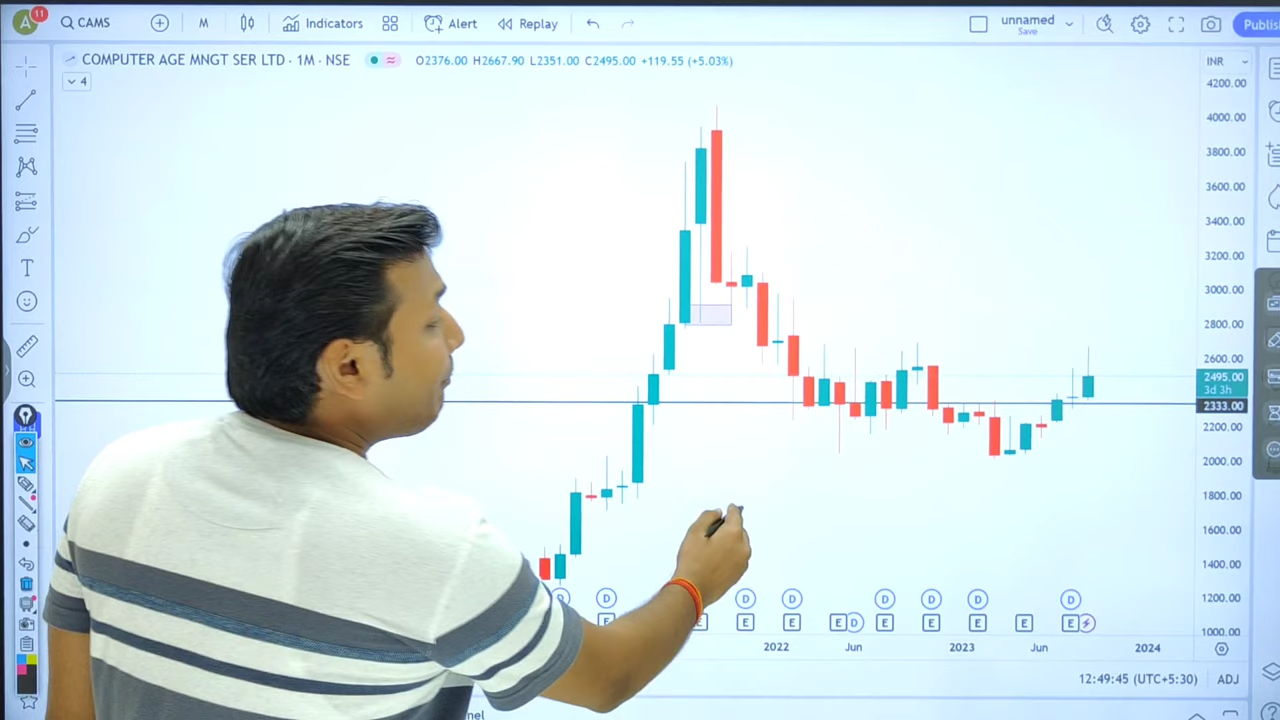 A 11 CAMS M Indicators Alert Replay unnamed Save Publis
COMPUTER AGE MNGT SER LTD · 1M · NSE O2376.00 H2667.90 L2351.00 C2495.00 +119.55 (+5.03%) INR
4
4200.00
4000.00
3800.00
3600.00
3400.00
3200.00
3000.00
2800.00
2600.00
2495.00
3d 3h
2333.00
2200.00
2000.00
1800.00
1600.00
1400.00
1200.00
1000.00
D D D D D D D
E E E E D E E E E E
2022 Jun 2023 Jun 2024
12:49:45 (UTC+5:30) ADJ
nel